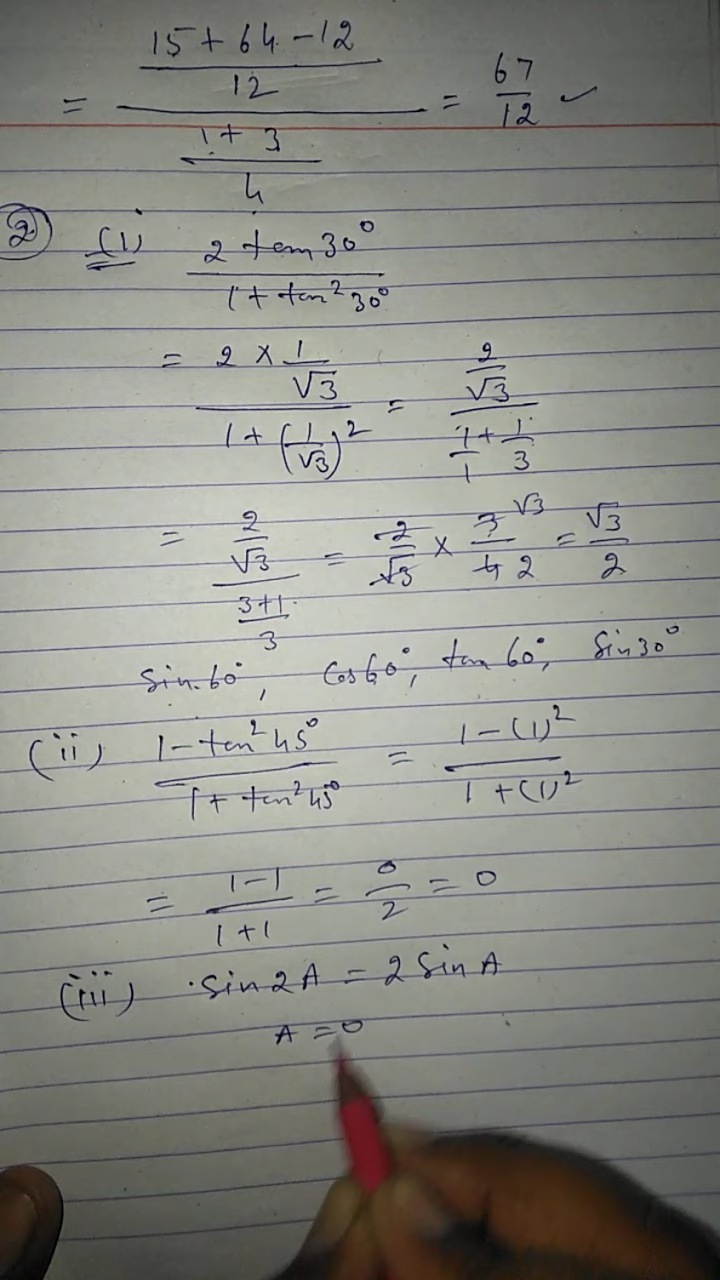 15 + 64 - 12
12
= = 67/12 ✓
1 + 3
4
② (i) 2 tan 30°
1 + tan² 30°
= 2 × 1/√3 = 2/√3
1 + (1/√3)² 1/1 + 1/3
= 2/√3 = 2/√3 × 3/4 √3 2 = √3/2
3+1
3
Sin 60°, Cos 60°, tan 60°, Sin 30°
(ii) 1 - tan² 45° = 1 - (1)²
1 + tan² 45° 1 + (1)²
= 1-1 = 0/2 = 0
1+1
(iii) Sin 2A = 2 Sin A
A = 0